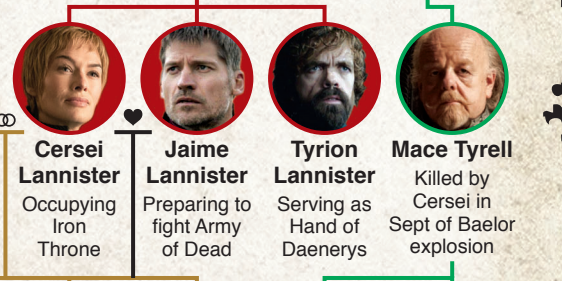 Cersei
Lannister
Occupying
Iron
Throne
Jaime
Lannister
Preparing to
fight Army
of Dead
Tyrion
Lannister
Serving as
Hand of
Daenerys
Mace Tyrell
Killed by
Cersei in
Sept of Baelor
explosion